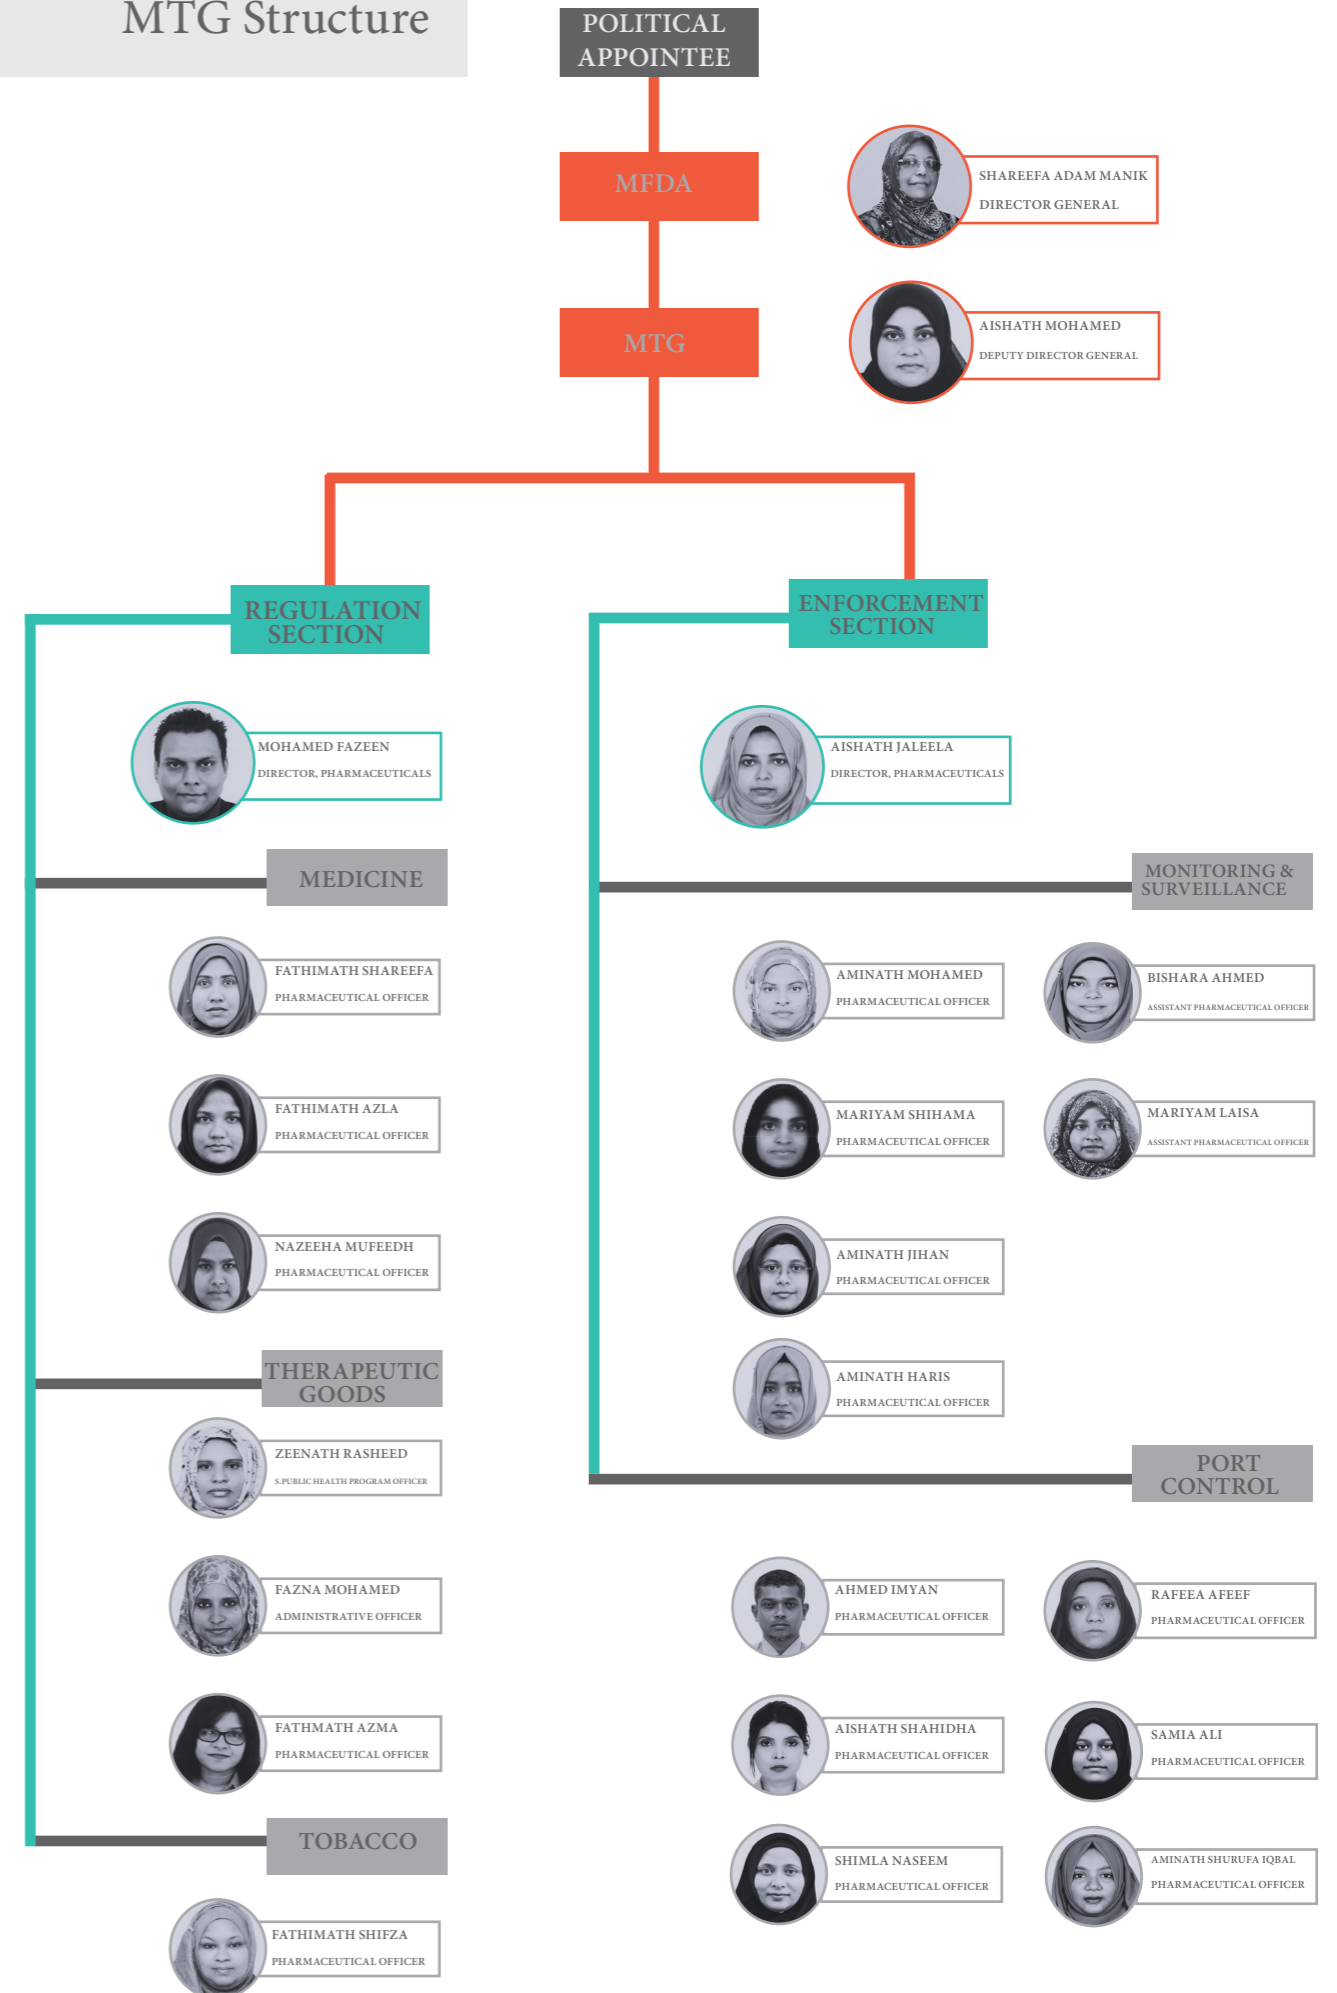 MTG Structure
POLITICAL
APPOINTEE
MFDA
SHAREEFA ADAM MANIK
DIRECTOR GENERAL
MTG
AISHATH MOHAMED
DEPUTY DIRECTOR GENERAL
REGULATION
SECTION
MOHAMED FAZEEN
DIRECTOR, PHARMACEUTICALS
MEDICINE
FATHIMATH SHAREEFA
PHARMACEUTICAL OFFICER
FATHIMATH AZLA
PHARMACEUTICAL OFFICER
NAZEEHA MUFEEDH
PHARMACEUTICAL OFFICER
THERAPEUTIC
GOODS
ZEENATH RASHEED
S.PUBLIC HEALTH PROGRAM OFFICER
FAZNA MOHAMED
ADMINISTRATIVE OFFICER
FATHMATH AZMA
PHARMACEUTICAL OFFICER
TOBACCO
FATHIMATH SHIFZA
PHARMACEUTICAL OFFICER
ENFORCEMENT
SECTION
AISHATH JALEELA
DIRECTOR, PHARMACEUTICALS
MONITORING &
SURVEILLANCE
AMINATH MOHAMED
PHARMACEUTICAL OFFICER
BISHARA AHMED
ASSISTANT PHARMACEUTICAL OFFICER
MARIYAM SHIHAMA
PHARMACEUTICAL OFFICER
MARIYAM LAISA
ASSISTANT PHARMACEUTICAL OFFICER
AMINATH JIHAN
PHARMACEUTICAL OFFICER
AMINATH HARIS
PHARMACEUTICAL OFFICER
PORT
CONTROL
AHMED IMYAN
PHARMACEUTICAL OFFICER
RAFEEA AFEEF
PHARMACEUTICAL OFFICER
AISHATH SHAHIDHA
PHARMACEUTICAL OFFICER
SAMIA ALI
PHARMACEUTICAL OFFICER
SHIMLA NASEEM
PHARMACEUTICAL OFFICER
AMINATH SHURUFA IQBAL
PHARMACEUTICAL OFFICER